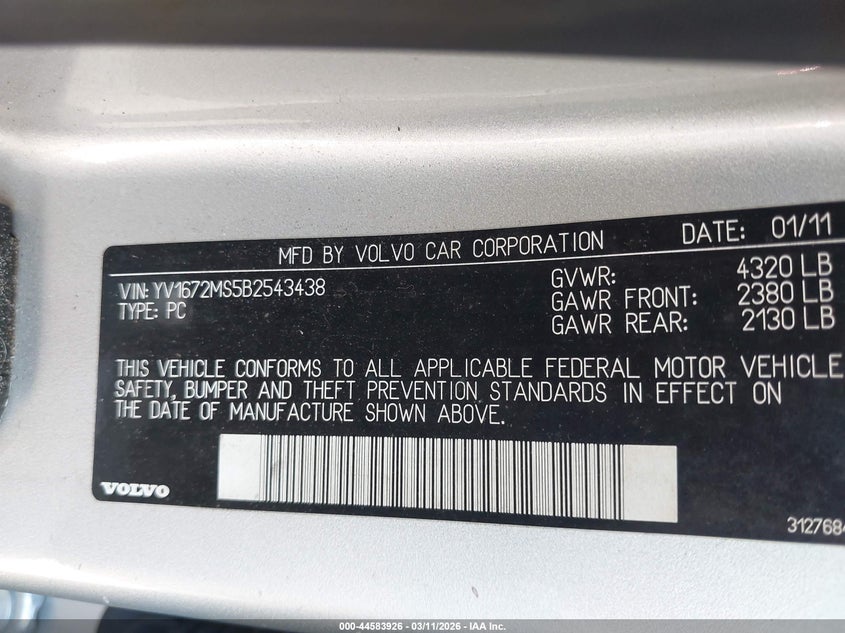 MFD BY VOLVO CAR CORPORATION DATE: 01/11
VIN: YV1672MS5B2543438 GVWR: 4320 LB
TYPE: PC GAWR FRONT: 2380 LB
GAWR REAR: 2130 LB
THIS VEHICLE CONFORMS TO ALL APPLICABLE FEDERAL MOTOR VEHICLE
SAFETY, BUMPER AND THEFT PREVENTION STANDARDS IN EFFECT ON
THE DATE OF MANUFACTURE SHOWN ABOVE.
VOLVO
3127684
000-44583926 - 03/11/2026 - IAA Inc.